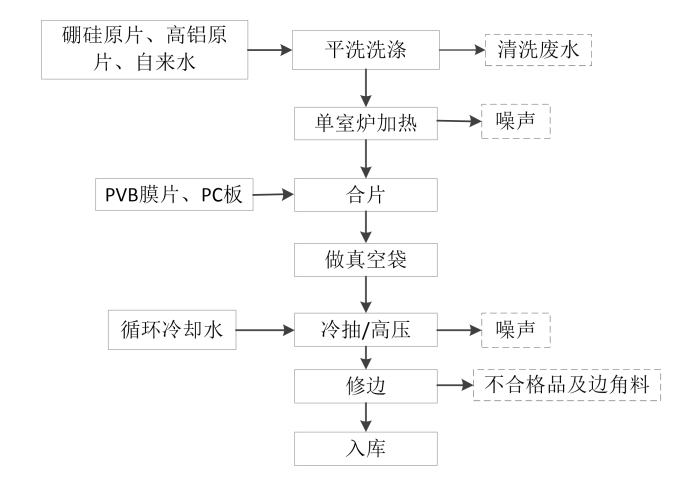 硼硅原片、高铝原
片、自来水
平洗洗涤
清洗废水
单室炉加热
噪声
PVB膜片、PC板
合片
做真空袋
循环冷却水
冷抽/高压
噪声
修边
不合格品及边角料
入库